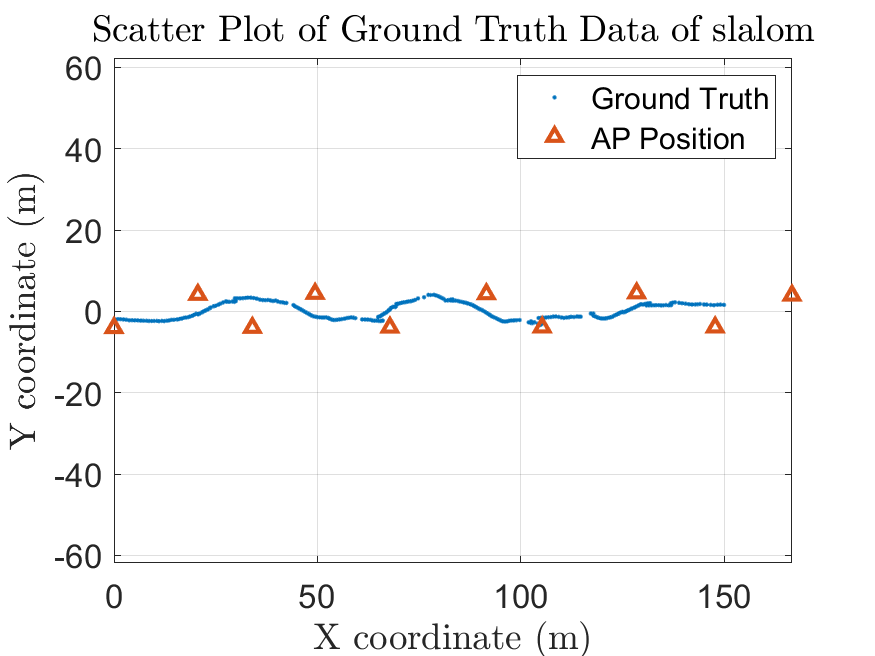 Scatter Plot of Ground Truth Data of slalom
60
40
20
0
-20
-40
-60
Y coordinate (m)
Ground Truth
AP Position
0 50 100 150
X coordinate (m)